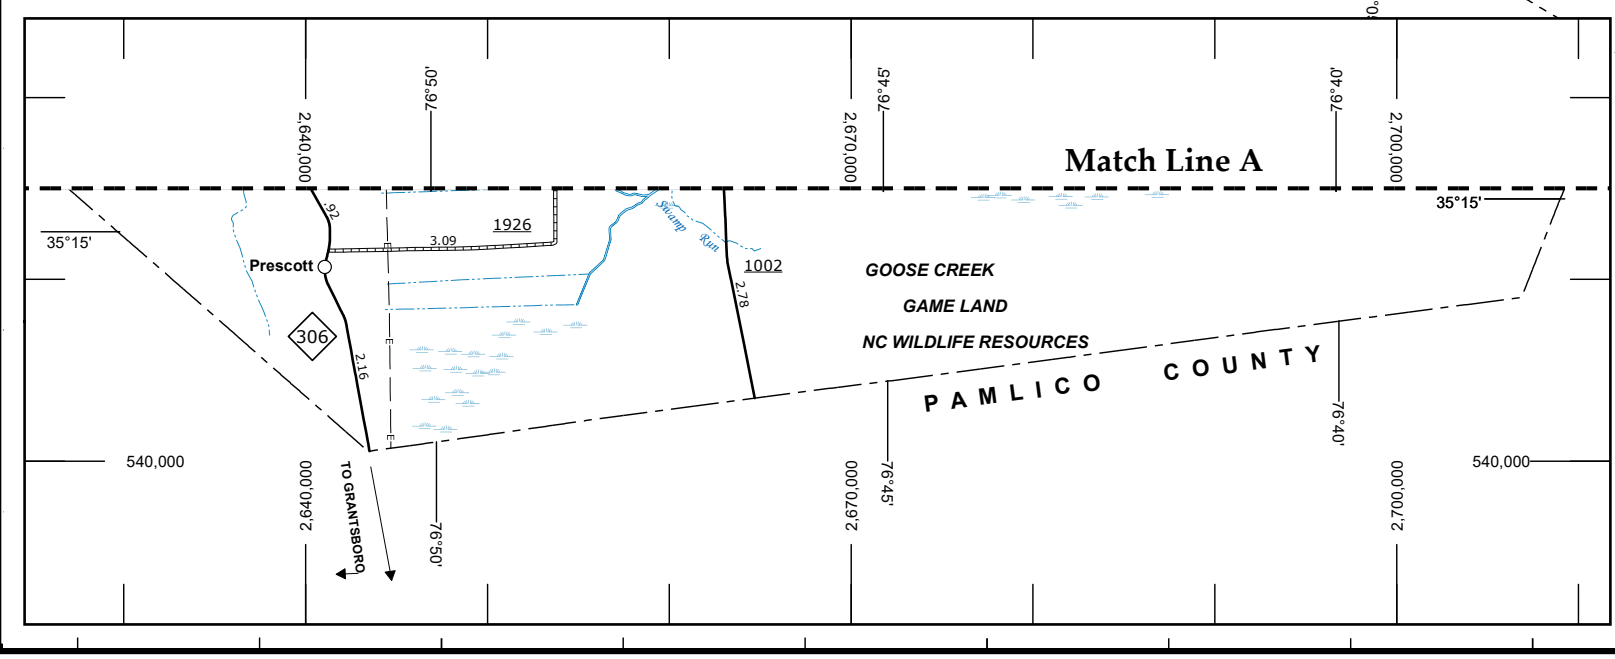 76°50'
76°45'
76°40'
2,640,000
2,670,000
2,700,000
Match Line A
35°15'
35°15'
.92
1926
3.09
Swamp Run
Prescott
1002
2.78
GOOSE CREEK
GAME LAND
NC WILDLIFE RESOURCES
306
2.16
E
E
E
PAMLICO COUNTY
540,000
540,000
TO GRANTSBORO
2,640,000
76°50'
2,670,000
76°45'
76°40'
2,700,000